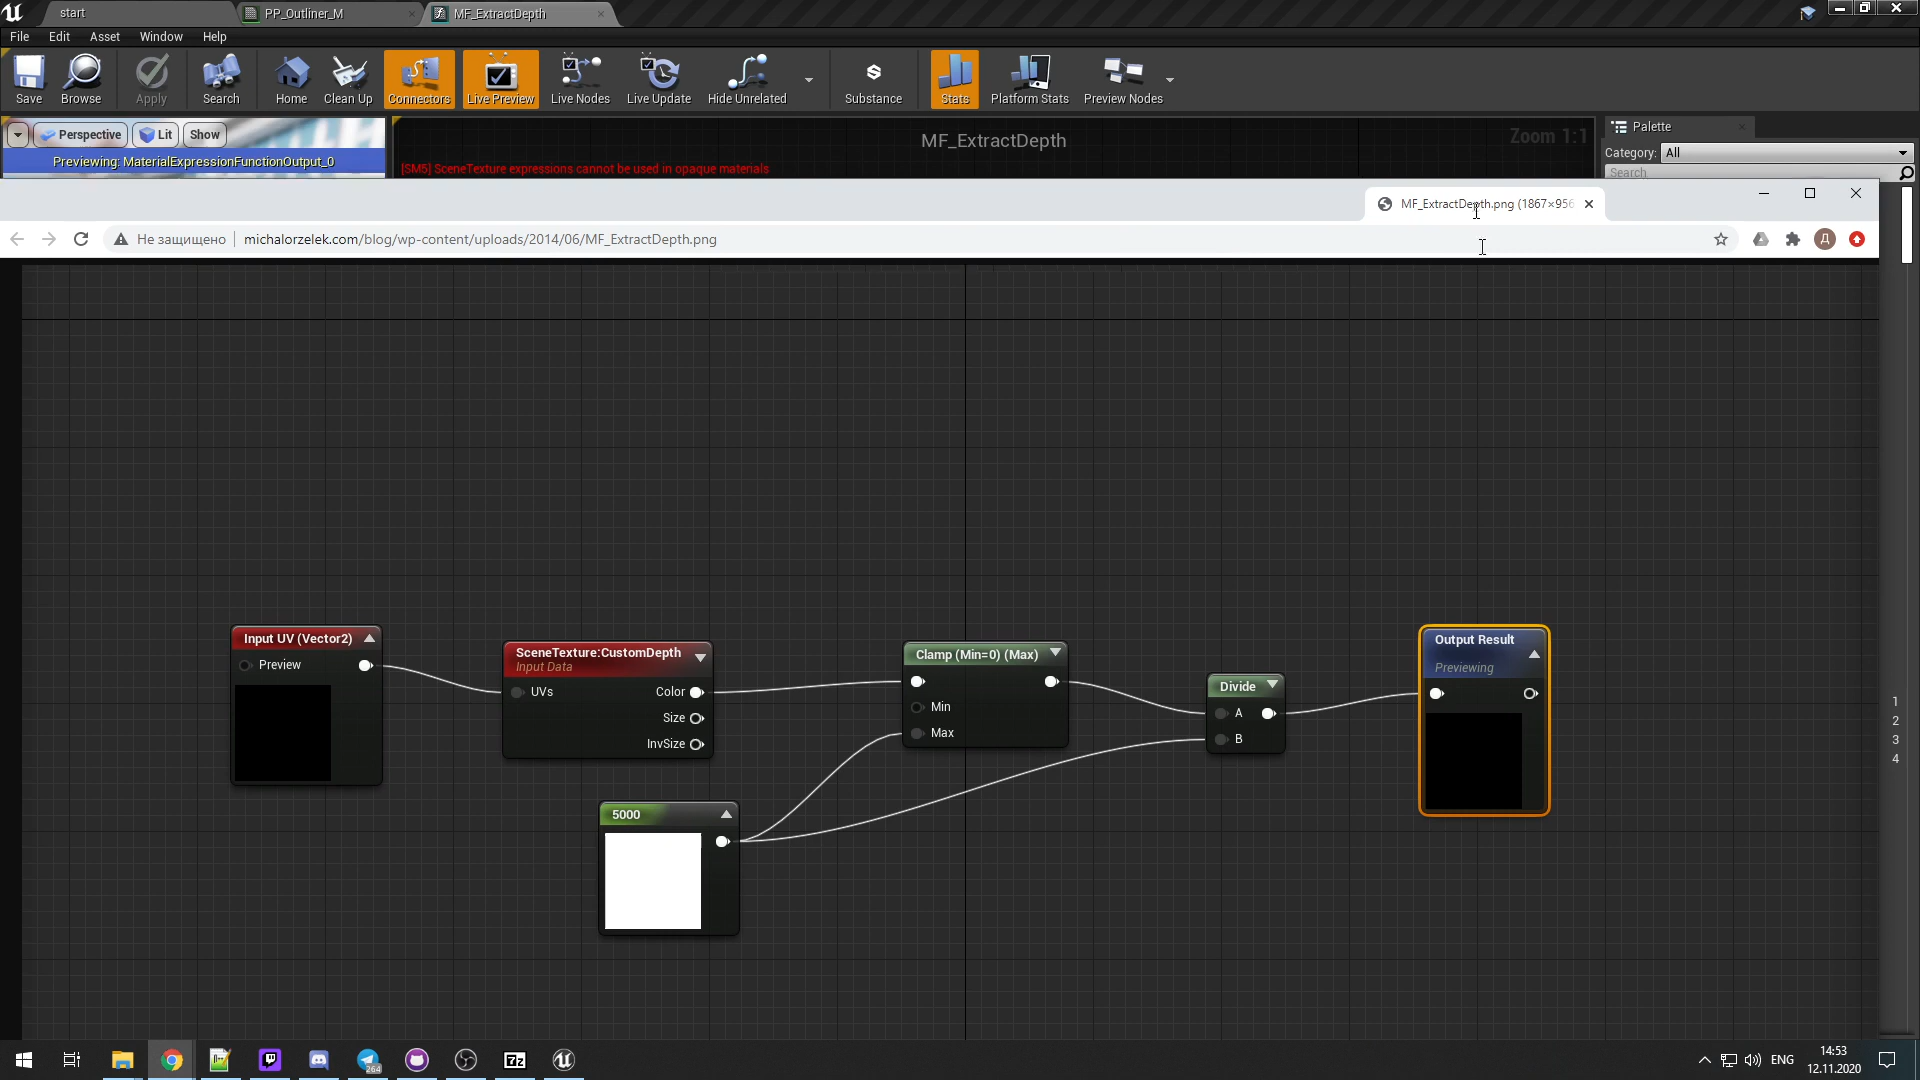 start
PP_Outliner_M
MF_ExtractDepth
File
Edit
Asset
Window
Help
Save
Browse
Apply
Search
Home
Clean Up
Connectors
Live Preview
Live Nodes
Live Update
Hide Unrelated
Substance
Stats
Platform Stats
Preview Nodes
Perspective
Lit
Show
MF_ExtractDepth
Zoom 1:1
Palette
Category: All
Previewing: MaterialExpressionFunctionOutput_0
[SM5] SceneTexture expressions cannot be used in opaque materials
Search
MF_ExtractDepth.png (1867×956
Не защищено
michalorzelek.com/blog/wp-content/uploads/2014/06/MF_ExtractDepth.png
Д
Input UV (Vector2)
Preview
SceneTexture:CustomDepth
Input Data
UVs
Color
Size
InvSize
5000
Clamp (Min=0) (Max)
Min
Max
Divide
A
B
Output Result
Previewing
1
2
3
4
264
7z
ENG
14:53
12.11.2020